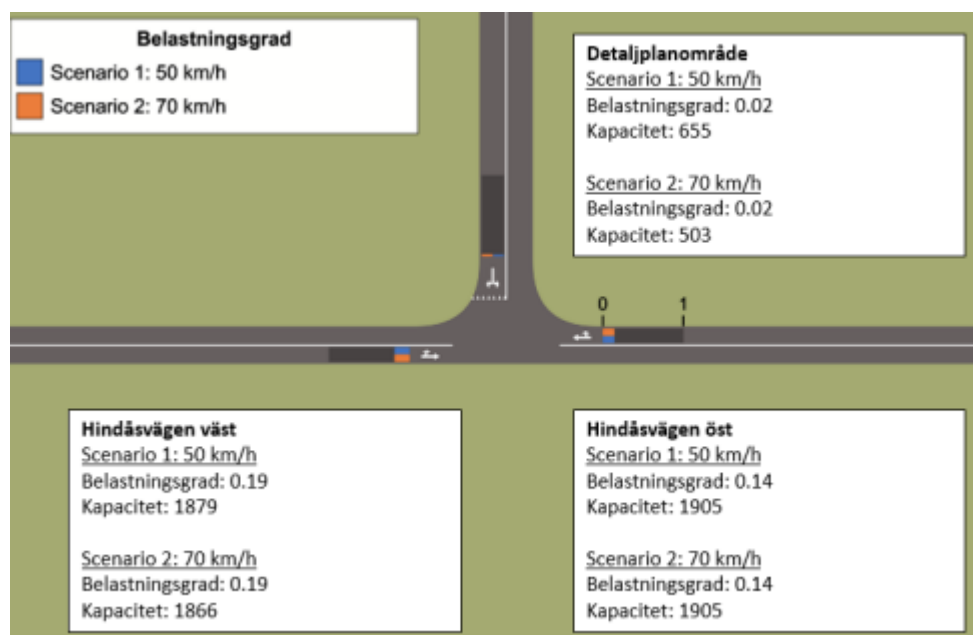 Belastningsgrad
Scenario 1: 50 km/h
Scenario 2: 70 km/h
Detaljplanområde
Scenario 1: 50 km/h
Belastningsgrad: 0.02
Kapacitet: 655
Scenario 2: 70 km/h
Belastningsgrad: 0.02
Kapacitet: 503
0 1
Hindåsvägen väst
Scenario 1: 50 km/h
Belastningsgrad: 0.19
Kapacitet: 1879
Scenario 2: 70 km/h
Belastningsgrad: 0.19
Kapacitet: 1866
Hindåsvägen öst
Scenario 1: 50 km/h
Belastningsgrad: 0.14
Kapacitet: 1905
Scenario 2: 70 km/h
Belastningsgrad: 0.14
Kapacitet: 1905